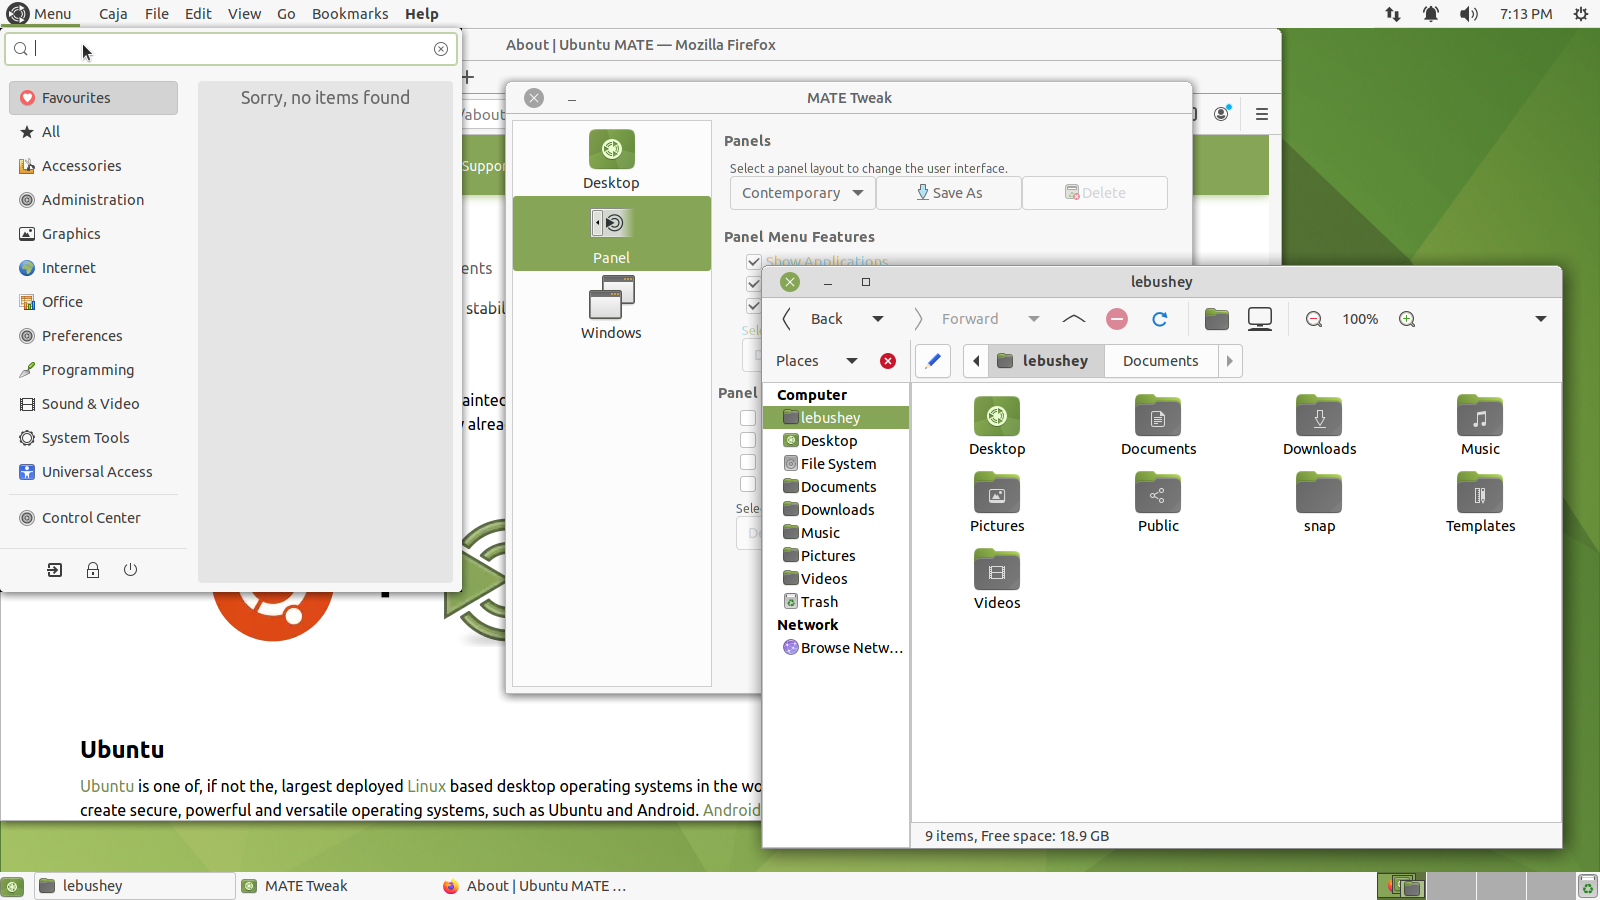 Menu Caja File Edit View Go Bookmarks Help 7:13 PM
About | Ubuntu MATE — Mozilla Firefox
Favourites
All
Accessories
Administration
Graphics
Internet
Office
Preferences
Programming
Sound & Video
System Tools
Universal Access
Control Center
Sorry, no items found
/about
Suppor
ents
stabil
ainted
y alrea
MATE Tweak
Desktop
Panel
Windows
Panels
Select a panel layout to change the user interface.
Contemporary Save As Delete
Panel Menu Features
Show Applications
Sele
D
Panel
Selec
De
lebushey
Back Forward 100%
Places lebushey Documents
Computer
lebushey
Desktop
File System
Documents
Downloads
Music
Pictures
Videos
Trash
Network
Browse Netw…
Desktop Documents Downloads Music
Pictures Public snap Templates
Videos
9 items, Free space: 18.9 GB
Ubuntu
Ubuntu is one of, if not the, largest deployed Linux based desktop operating systems in the wo
create secure, powerful and versatile operating systems, such as Ubuntu and Android. Android
lebushey MATE Tweak About | Ubuntu MATE …